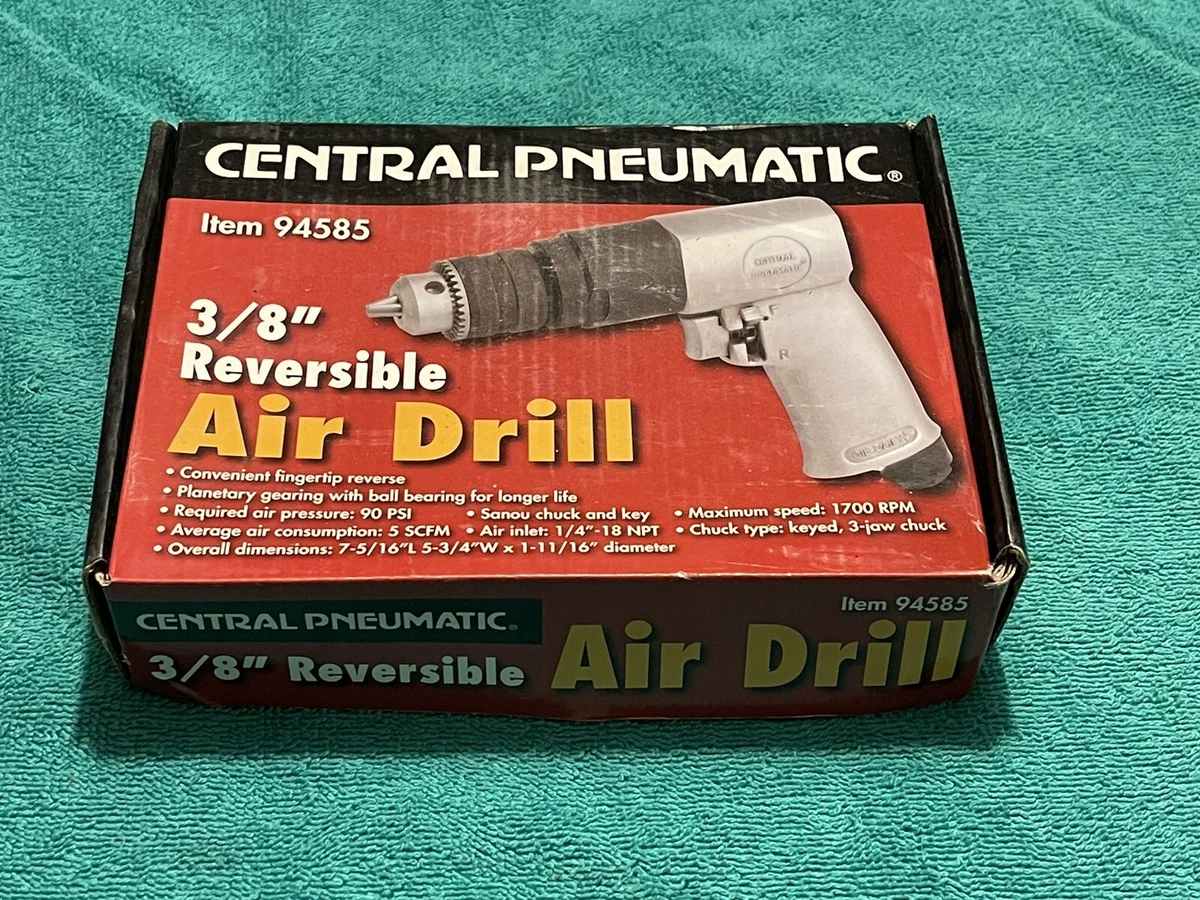 CENTRAL PNEUMATIC®
Item 94585
CENTRAL
PNEUMATIC®
F
R
3/8"
Reversible
Air Drill
• Convenient fingertip reverse
• Planetary gearing with ball bearing for longer life
• Required air pressure: 90 PSI • Sanou chuck and key • Maximum speed: 1700 RPM
• Average air consumption: 5 SCFM • Air inlet: 1/4"-18 NPT • Chuck type: keyed, 3-jaw chuck
• Overall dimensions: 7-5/16"L 5-3/4"W x 1-11/16" diameter
CENTRAL PNEUMATIC®
Item 94585
3/8" Reversible Air Drill